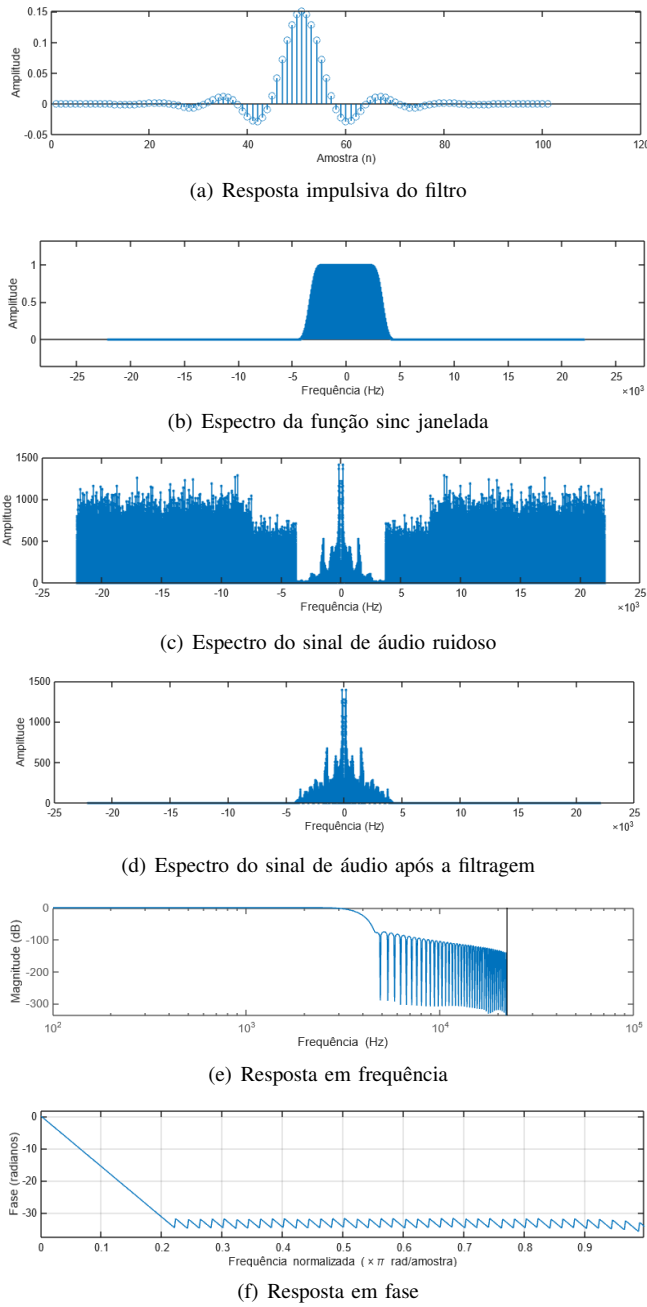 0.15
0.1
0.05
0
-0.05
Amplitude
0 20 40 60 80 100 120
Amostra (n)
(a) Resposta impulsiva do filtro
1
0.5
0
Amplitude
-25 -20 -15 -10 -5 0 5 10 15 20 25
Frequência (Hz)
×10³
(b) Espectro da função sinc janelada
1500
1000
500
0
Amplitude
-25 -20 -15 -10 -5 0 5 10 15 20 25
Frequência (Hz)
×10³
(c) Espectro do sinal de áudio ruidoso
1500
1000
500
0
Amplitude
-25 -20 -15 -10 -5 0 5 10 15 20 25
Frequência (Hz)
×10³
(d) Espectro do sinal de áudio após a filtragem
0
-100
-200
-300
Magnitude (dB)
10² 10³ 10⁴ 10⁵
Frequência (Hz)
(e) Resposta em frequência
0
-10
-20
-30
Fase (radianos)
0 0.1 0.2 0.3 0.4 0.5 0.6 0.7 0.8 0.9
Frequência normalizada (×π rad/amostra)
(f) Resposta em fase